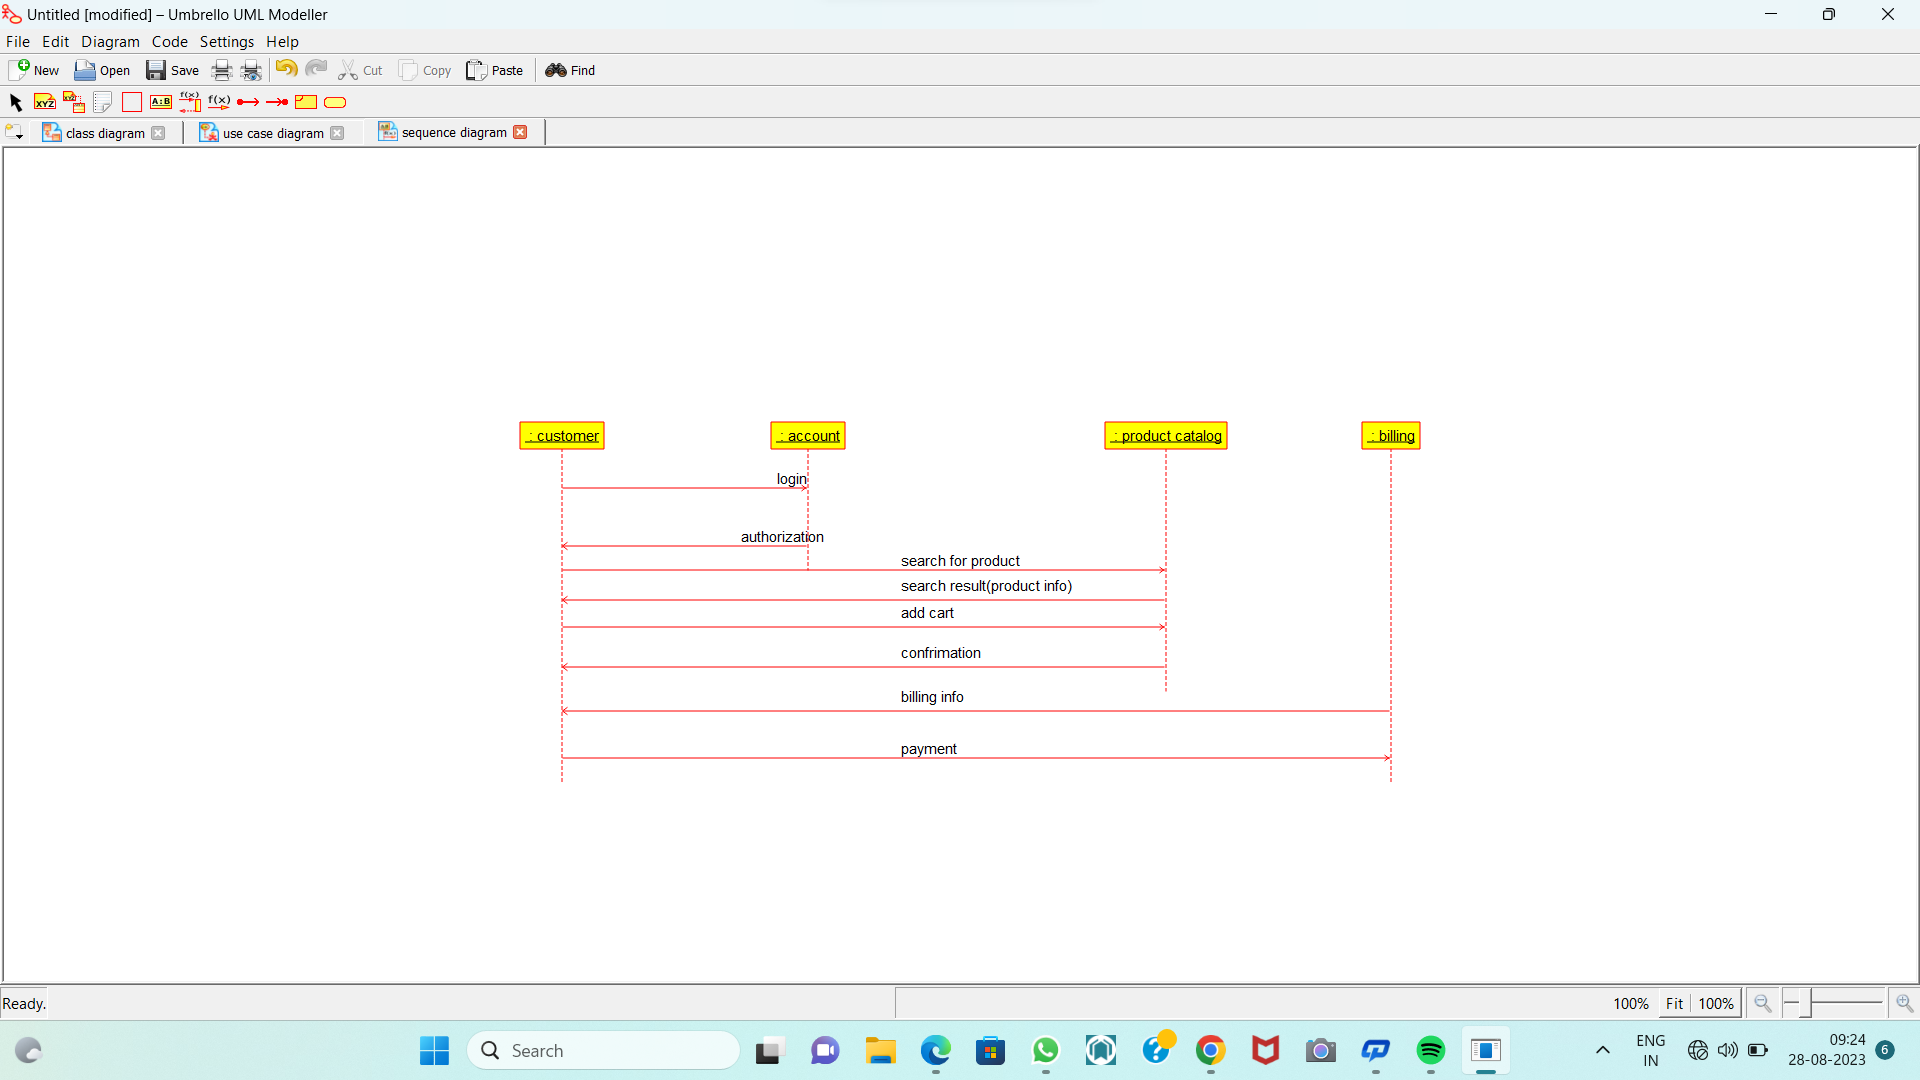 Untitled [modified] – Umbrello UML Modeller
File Edit Diagram Code Settings Help
New Open Save Cut Copy Paste Find
XYZ XYZ A:B f(x) f(x)
class diagram use case diagram sequence diagram
: customer : account : product catalog : billing
login
authorization
search for product
search result(product info)
add cart
confrimation
billing info
payment
Ready. 100% Fit 100%
Search
ENG
IN
09:24
28-08-2023
6